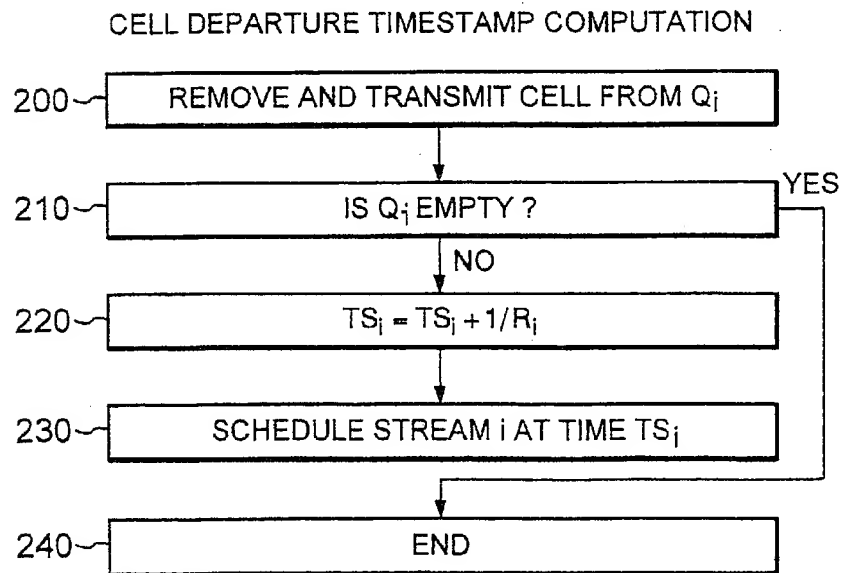 CELL DEPARTURE TIMESTAMP COMPUTATION
200 REMOVE AND TRANSMIT CELL FROM Qi
210 IS Qi EMPTY ? YES
NO
220 TSi = TSi + 1/Ri
230 SCHEDULE STREAM i AT TIME TSi
240 END